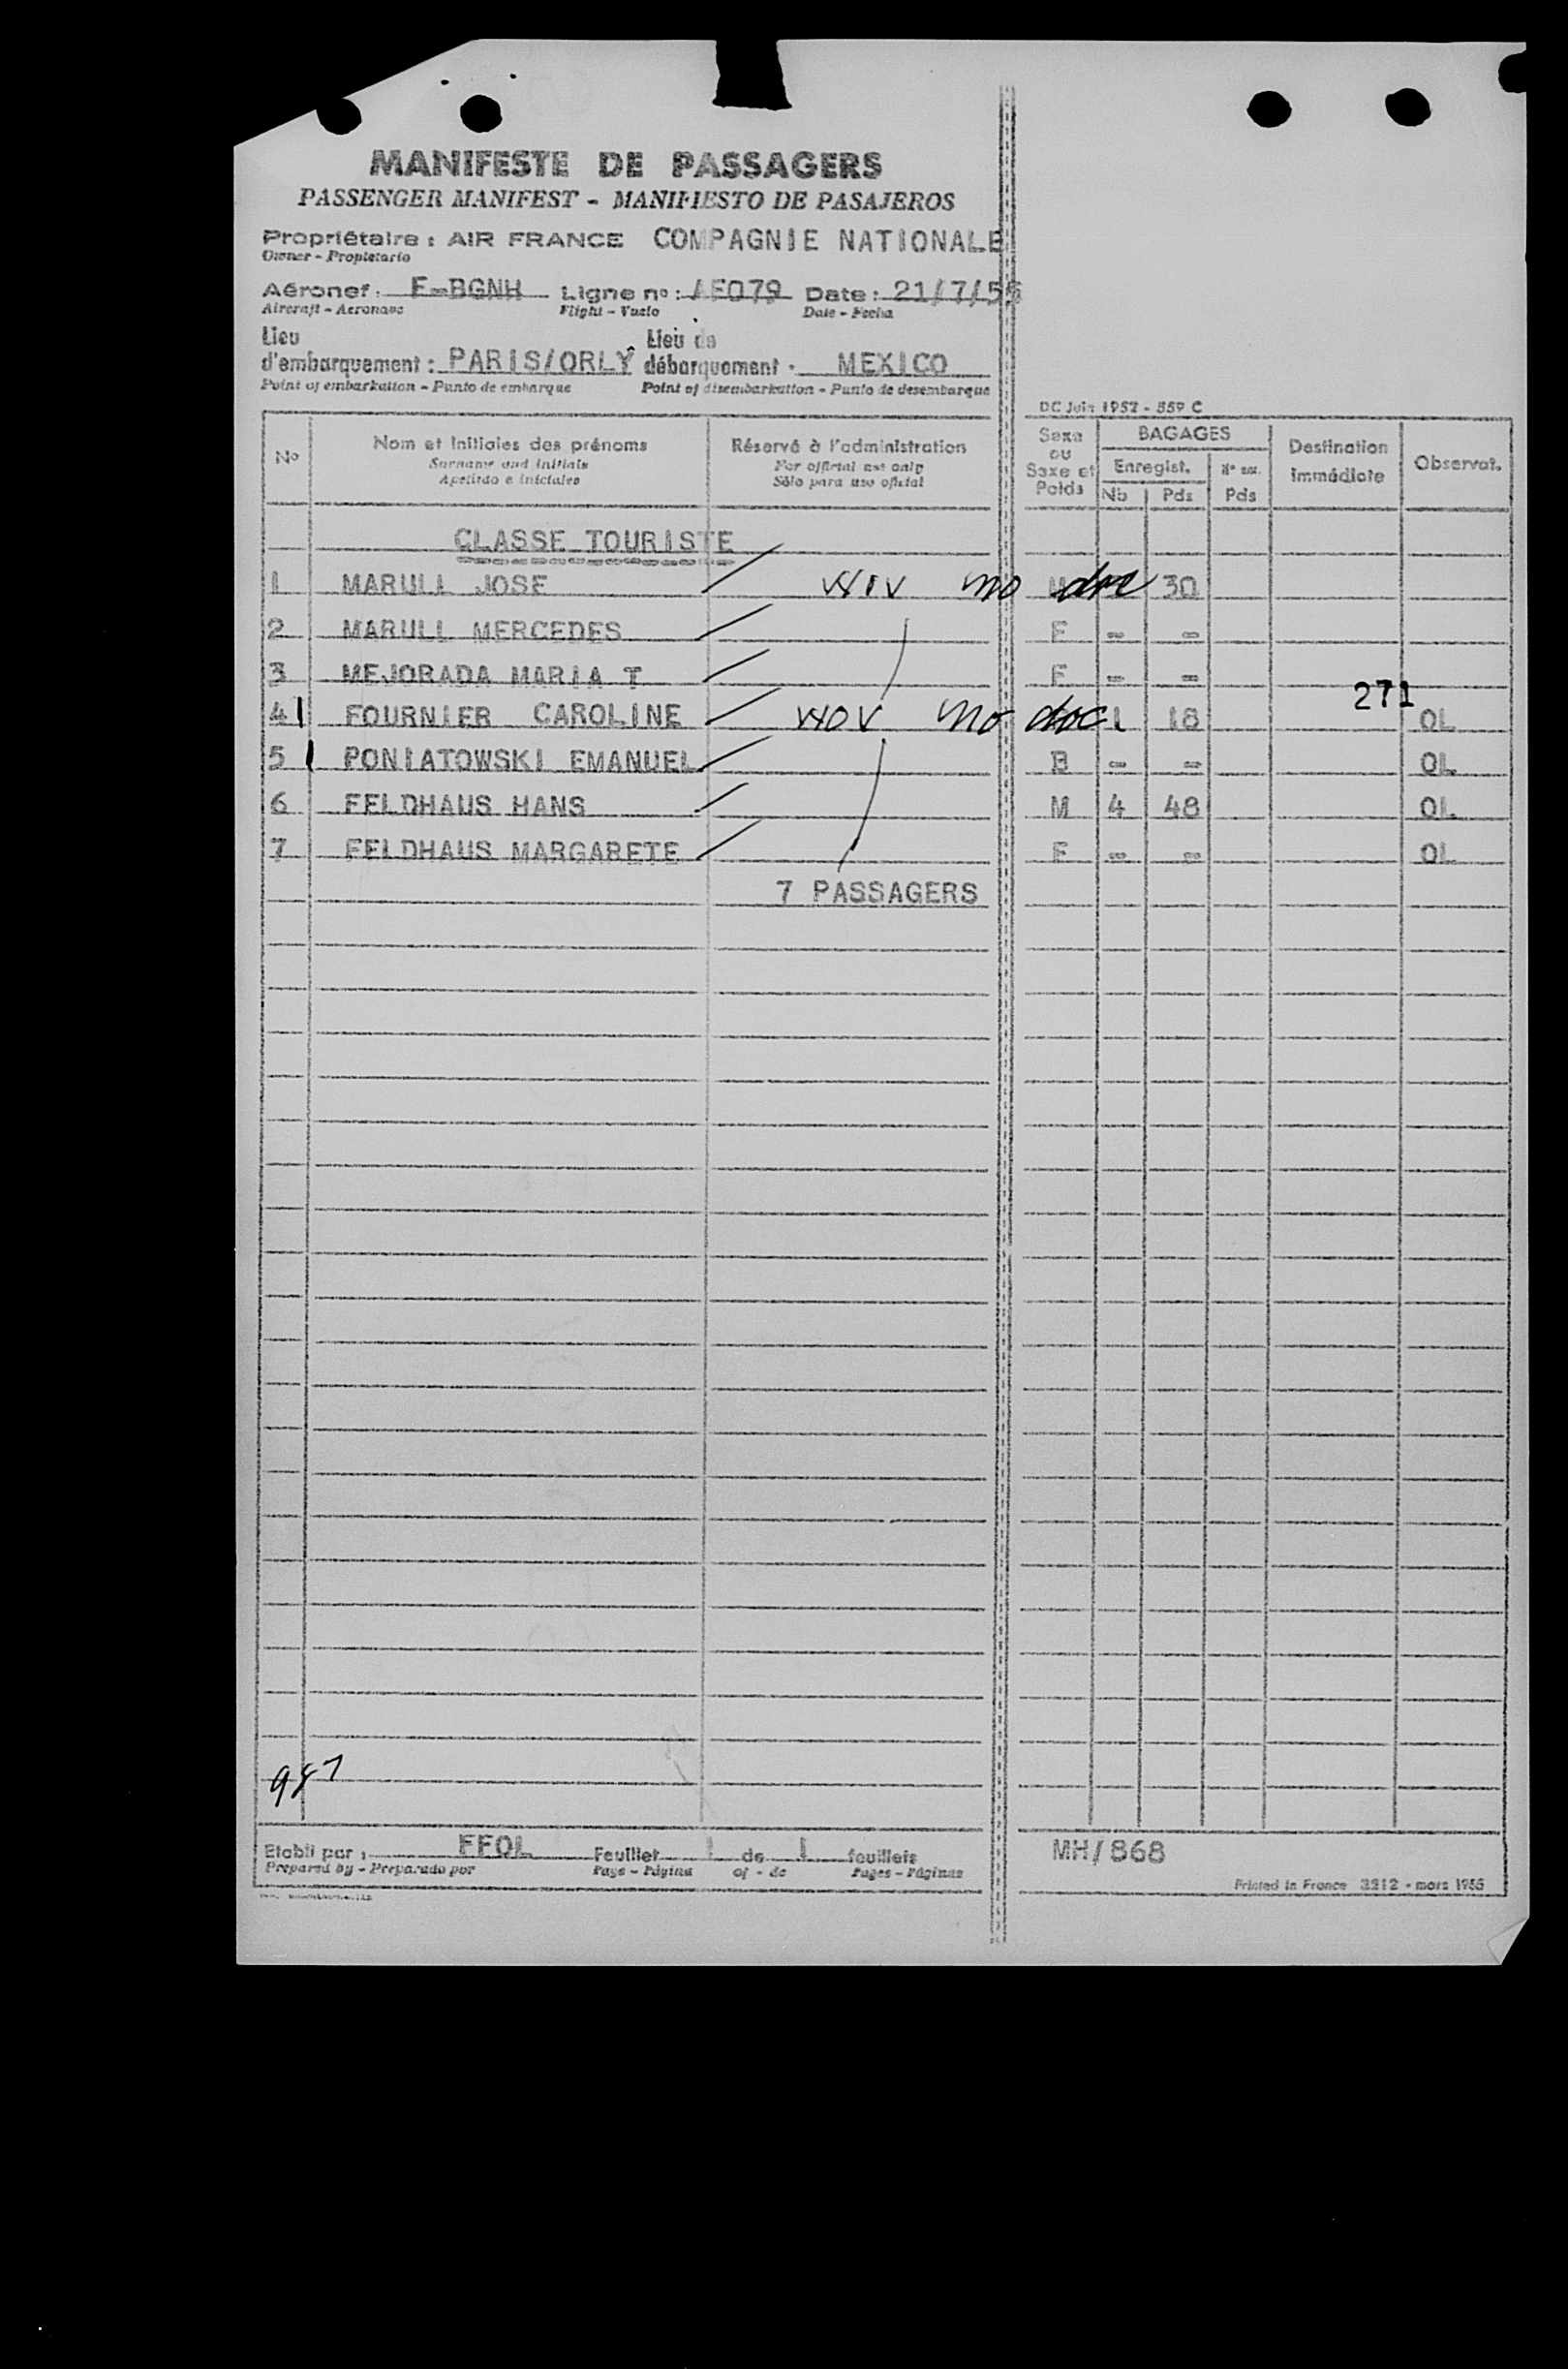 MANIFESTE DE PASSAGERS
PASSENGER MANIFEST - MANIFIESTO DE PASAJEROS
Propriétaire : AIR FRANCE COMPAGNIE NATIONALE
Owner - Propietario
Aéronef : F-BGNH Ligne no : AF079 Date : 21/7/55
Aircraft - Aeronave Flight - Vuelo Date - Fecha
Lieu d'embarquement : PARIS/ORLY Lieu de débarquement : MEXICO
Point of embarkation - Punto de embarque Point of disembarkation - Punto de desembarque
DC Juin 1952 - 559 C
No Nom et initiales des prénoms Réservé à l'administration Sexe ou Sexe et Poids BAGAGES Destination immédiate Observat.
Surname and initials For official use only Enregist. Pds
Apellido e iniciales Sólo para uso oficial Nb Pds
CLASSE TOURISTE
1 MARULL JOSE no doc 30
2 MARULL MERCEDES F - -
3 MEJORADA MARIA T F - -
271
4 FOURNIER CAROLINE no doc 1 18 OL
5 PONIATOWSKI EMANUEL B - - OL
6 FELDHAUS HANS M 4 48 OL
7 FELDHAUS MARGARETE F - - OL
7 PASSAGERS
987
Etabli par : FFOL Feuillet 1 de 1 feuillets MH/868
Prepared by - Preparado por Page - Página of - de Pages - Páginas
Printed in France 3212 - mars 1955